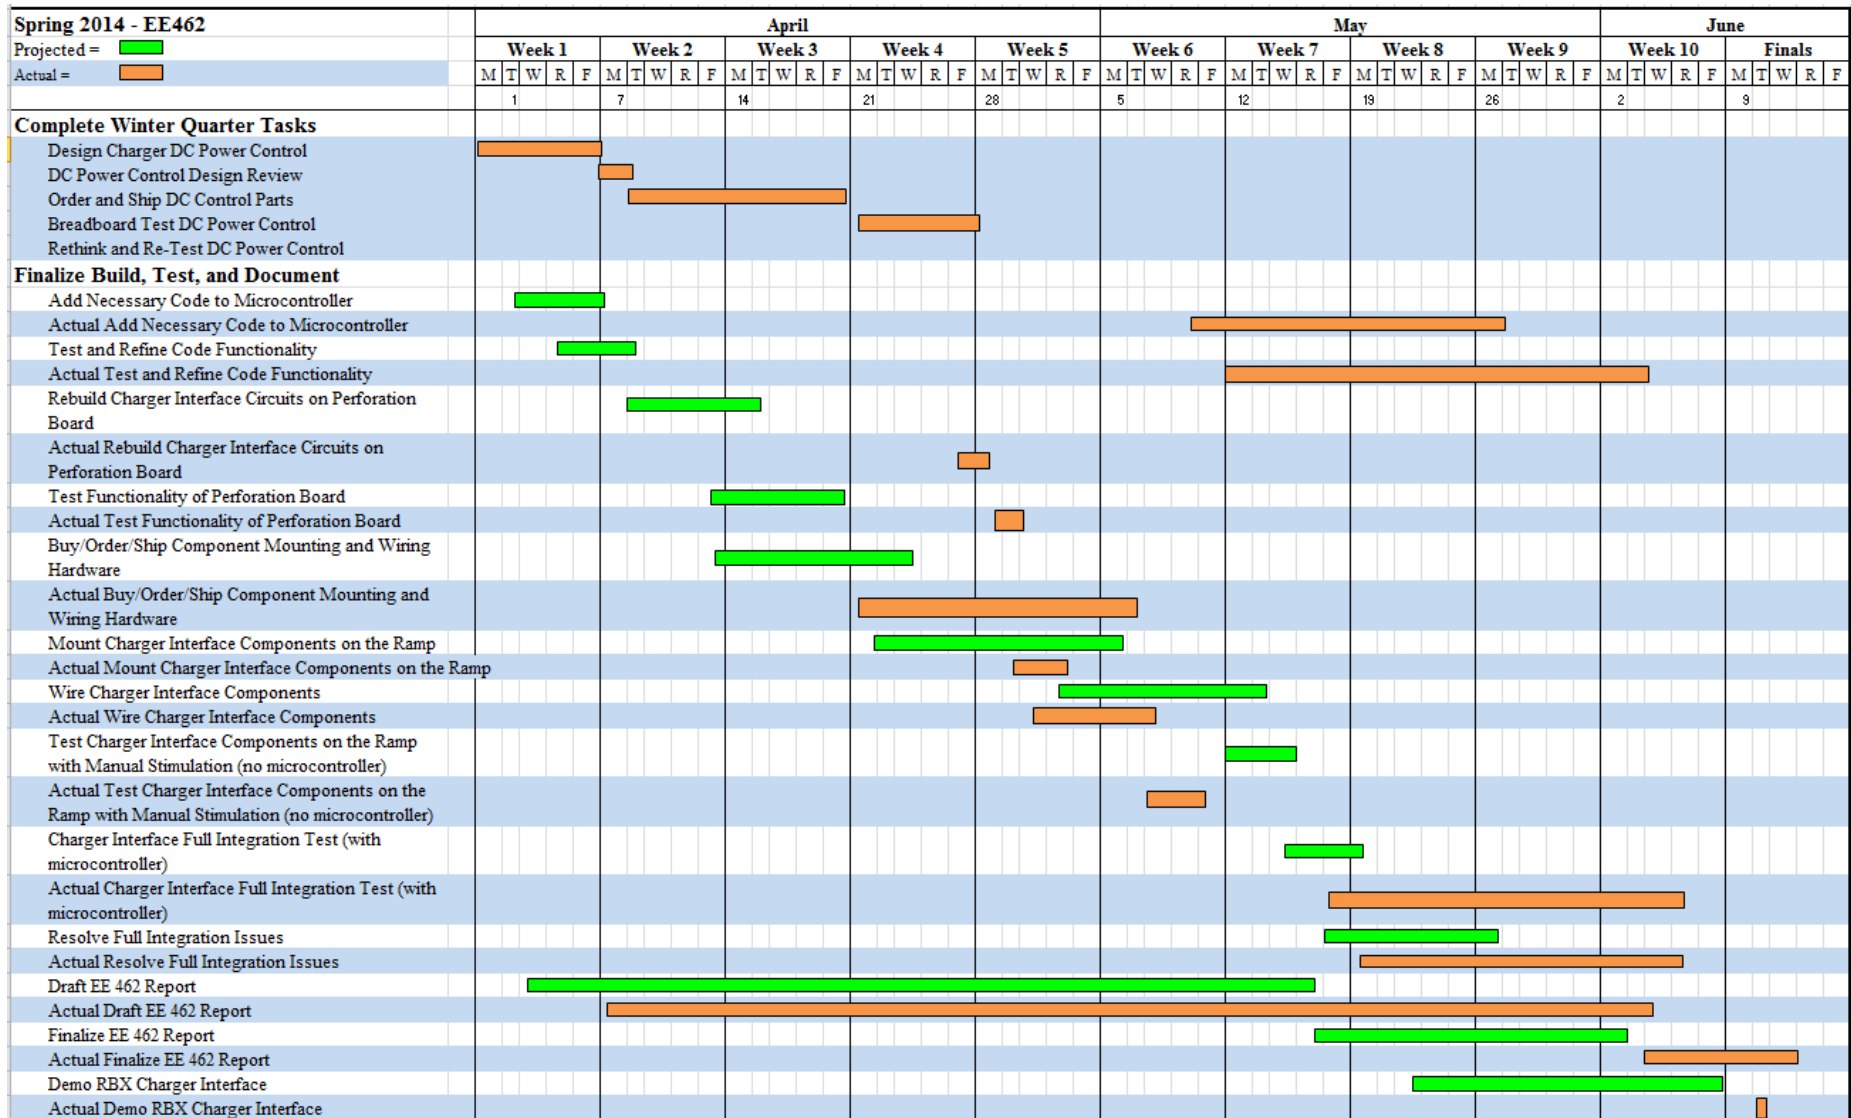 Spring 2014 - EE462 April May June
Projected = Week 1 Week 2 Week 3 Week 4 Week 5 Week 6 Week 7 Week 8 Week 9 Week 10 Finals
Actual = M T W R F M T W R F M T W R F M T W R F M T W R F M T W R F M T W R F M T W R F M T W R F M T W R F M T W R F
1 7 14 21 28 5 12 19 26 2 9
Complete Winter Quarter Tasks
Design Charger DC Power Control
DC Power Control Design Review
Order and Ship DC Control Parts
Breadboard Test DC Power Control
Rethink and Re-Test DC Power Control
Finalize Build, Test, and Document
Add Necessary Code to Microcontroller
Actual Add Necessary Code to Microcontroller
Test and Refine Code Functionality
Actual Test and Refine Code Functionality
Rebuild Charger Interface Circuits on Perforation
Board
Actual Rebuild Charger Interface Circuits on
Perforation Board
Test Functionality of Perforation Board
Actual Test Functionality of Perforation Board
Buy/Order/Ship Component Mounting and Wiring
Hardware
Actual Buy/Order/Ship Component Mounting and
Wiring Hardware
Mount Charger Interface Components on the Ramp
Actual Mount Charger Interface Components on the Ramp
Wire Charger Interface Components
Actual Wire Charger Interface Components
Test Charger Interface Components on the Ramp
with Manual Stimulation (no microcontroller)
Actual Test Charger Interface Components on the
Ramp with Manual Stimulation (no microcontroller)
Charger Interface Full Integration Test (with
microcontroller)
Actual Charger Interface Full Integration Test (with
microcontroller)
Resolve Full Integration Issues
Actual Resolve Full Integration Issues
Draft EE 462 Report
Actual Draft EE 462 Report
Finalize EE 462 Report
Actual Finalize EE 462 Report
Demo RBX Charger Interface
Actual Demo RBX Charger Interface